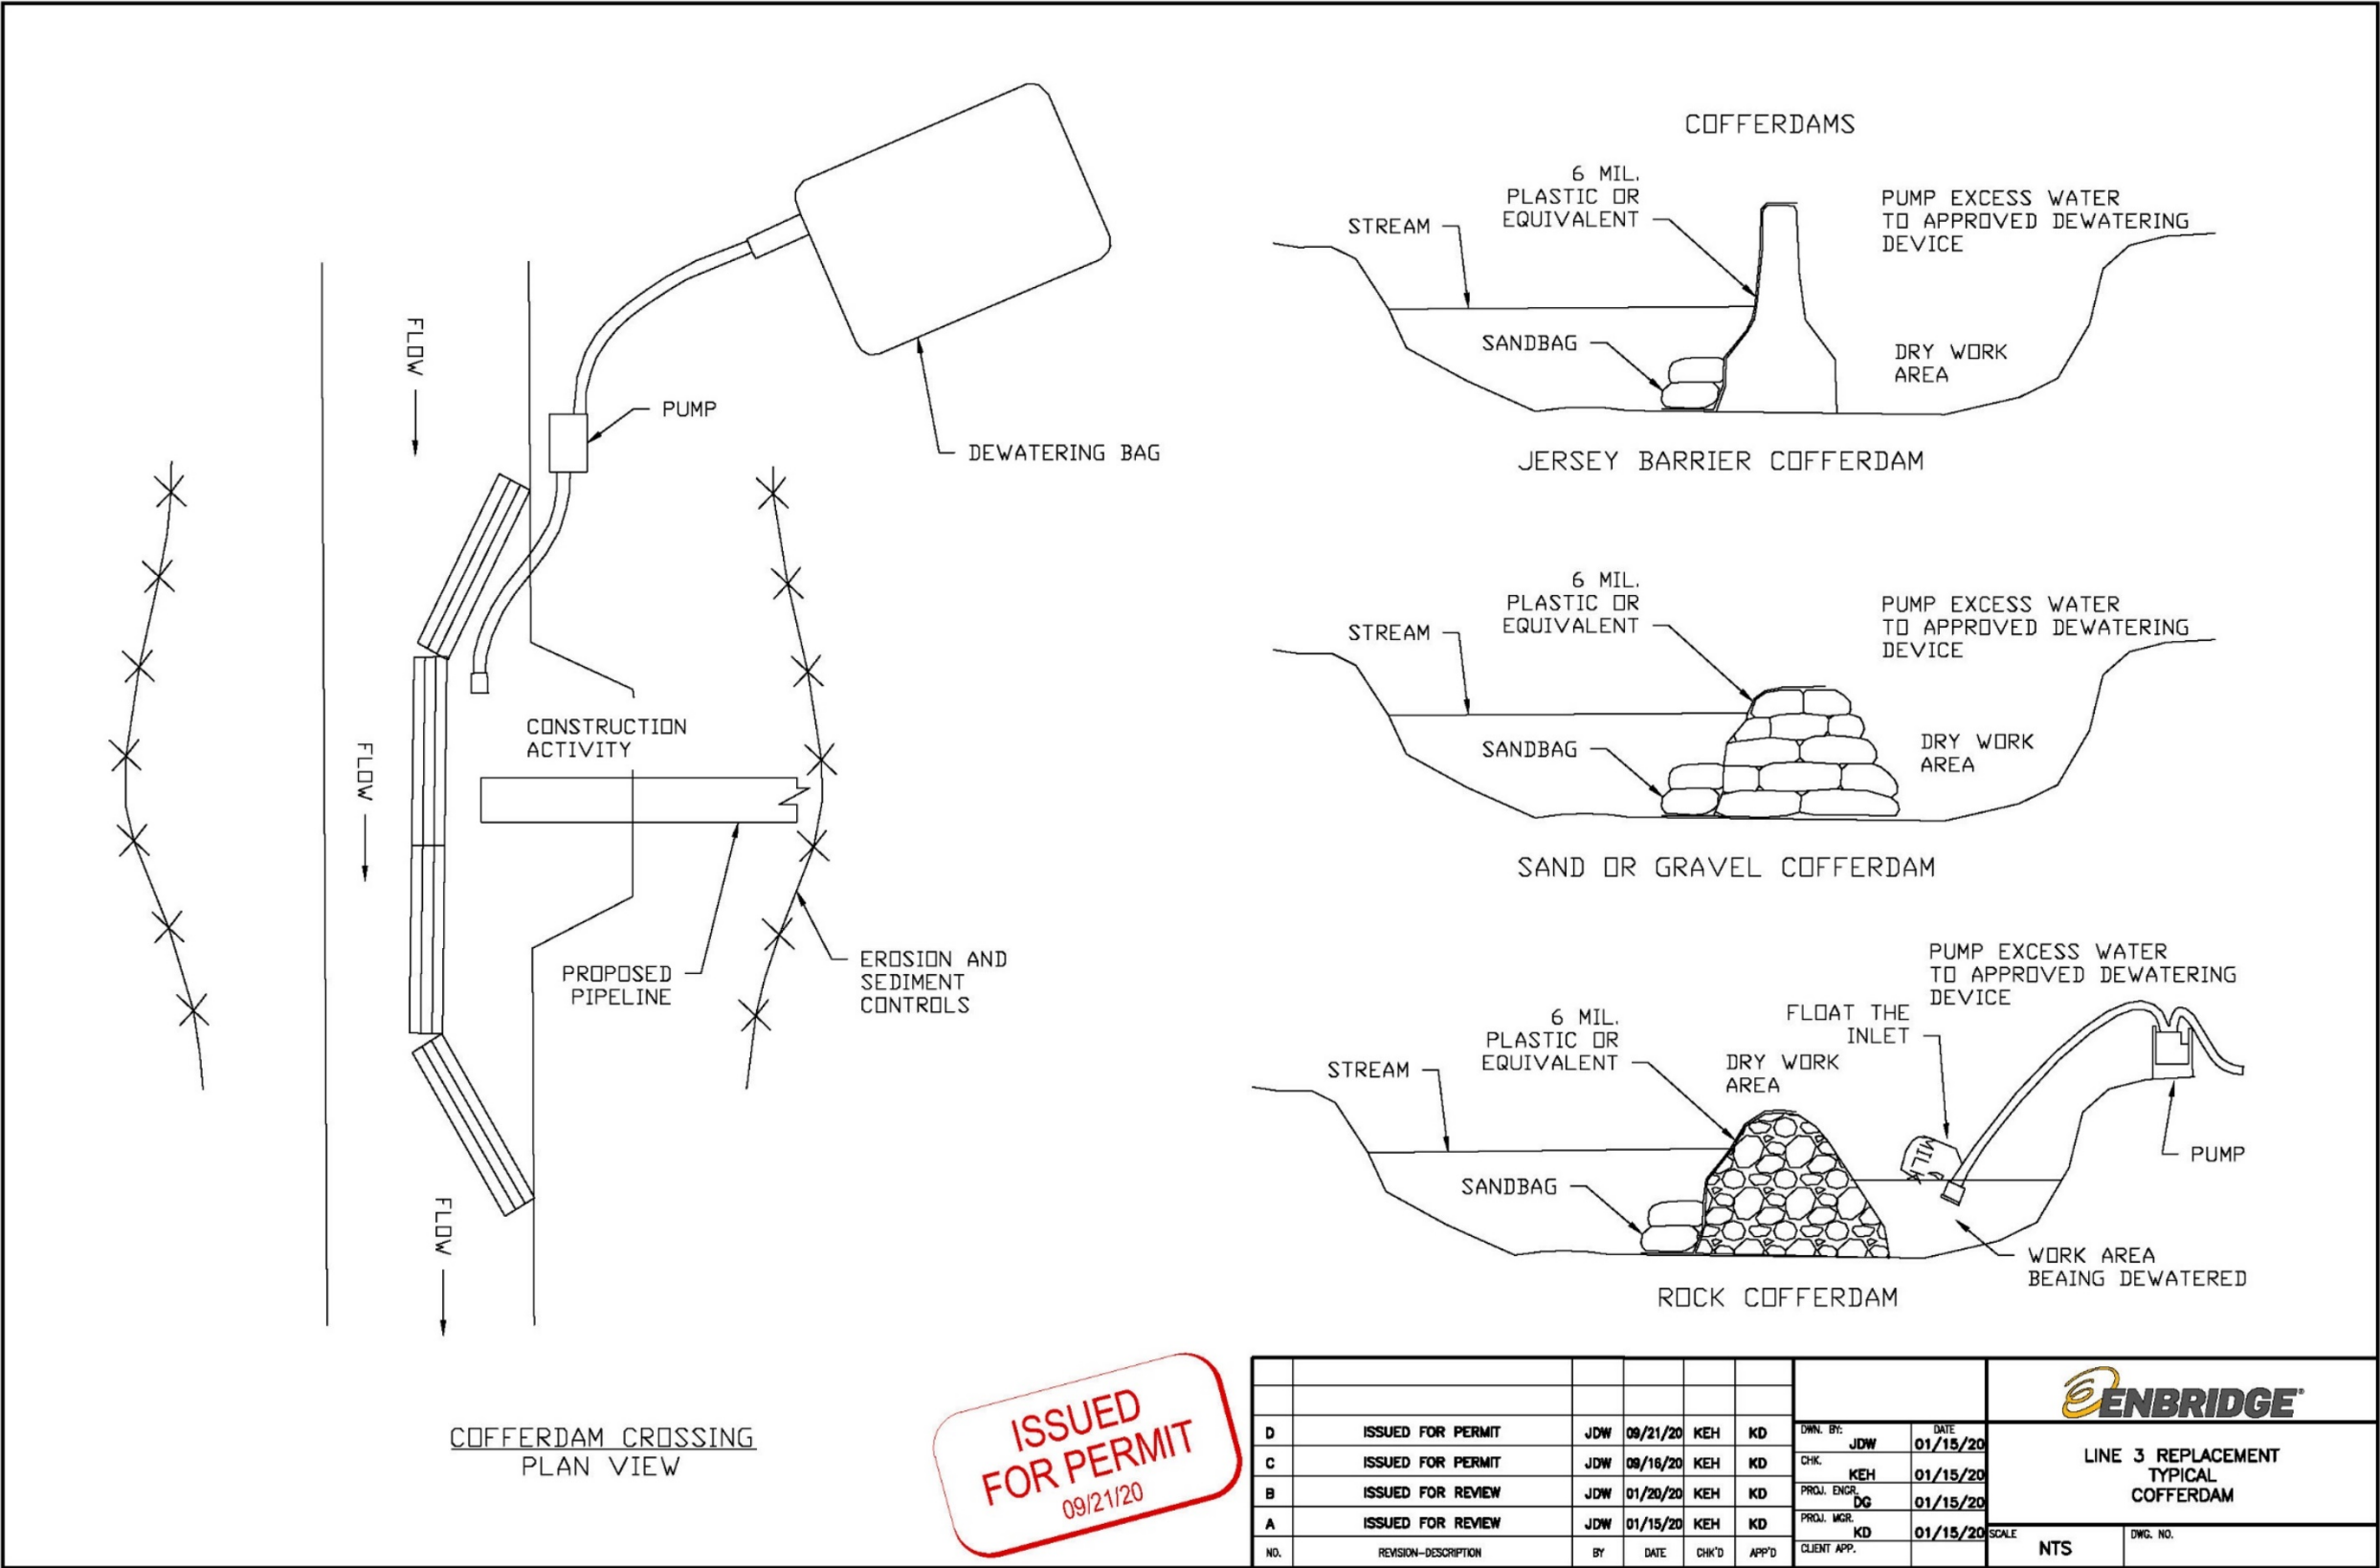 FLOW
PUMP
DEWATERING BAG
FLOW
CONSTRUCTION
ACTIVITY
PROPOSED
PIPELINE
EROSION AND
SEDIMENT
CONTROLS
FLOW
COFFERDAM CROSSING
PLAN VIEW
COFFERDAMS
6 MIL.
PLASTIC OR
EQUIVALENT
STREAM
SANDBAG
PUMP EXCESS WATER
TO APPROVED DEWATERING
DEVICE
DRY WORK
AREA
JERSEY BARRIER COFFERDAM
6 MIL.
PLASTIC OR
EQUIVALENT
STREAM
SANDBAG
PUMP EXCESS WATER
TO APPROVED DEWATERING
DEVICE
DRY WORK
AREA
SAND OR GRAVEL COFFERDAM
PUMP EXCESS WATER
TO APPROVED DEWATERING
DEVICE
FLOAT THE
INLET
6 MIL.
PLASTIC OR
EQUIVALENT
DRY WORK
AREA
STREAM
SANDBAG
MILK
PUMP
WORK AREA
BEAING DEWATERED
ROCK COFFERDAM
ISSUED
FOR PERMIT
09/21/20
D ISSUED FOR PERMIT JDW 09/21/20 KEH KD
C ISSUED FOR PERMIT JDW 09/16/20 KEH KD
B ISSUED FOR REVIEW JDW 01/20/20 KEH KD
A ISSUED FOR REVIEW JDW 01/15/20 KEH KD
NO. REVISION-DESCRIPTION BY DATE CHK'D APP'D
DWN. BY: DATE
JDW 01/15/20
CHK.
KEH 01/15/20
PROJ. ENGR.
DG 01/15/20
PROJ. MGR.
KD 01/15/20
CLIENT APP.
ENBRIDGE®
LINE 3 REPLACEMENT
TYPICAL
COFFERDAM
SCALE
NTS
DWG. NO.